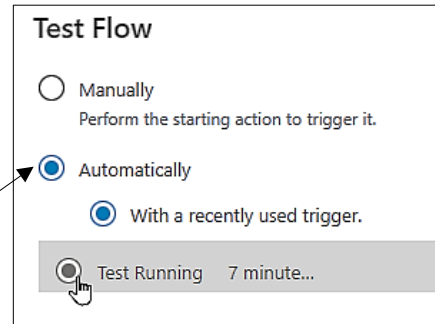 Test Flow
Manually
Perform the starting action to trigger it.
Automatically
With a recently used trigger.
Test Running 7 minute...